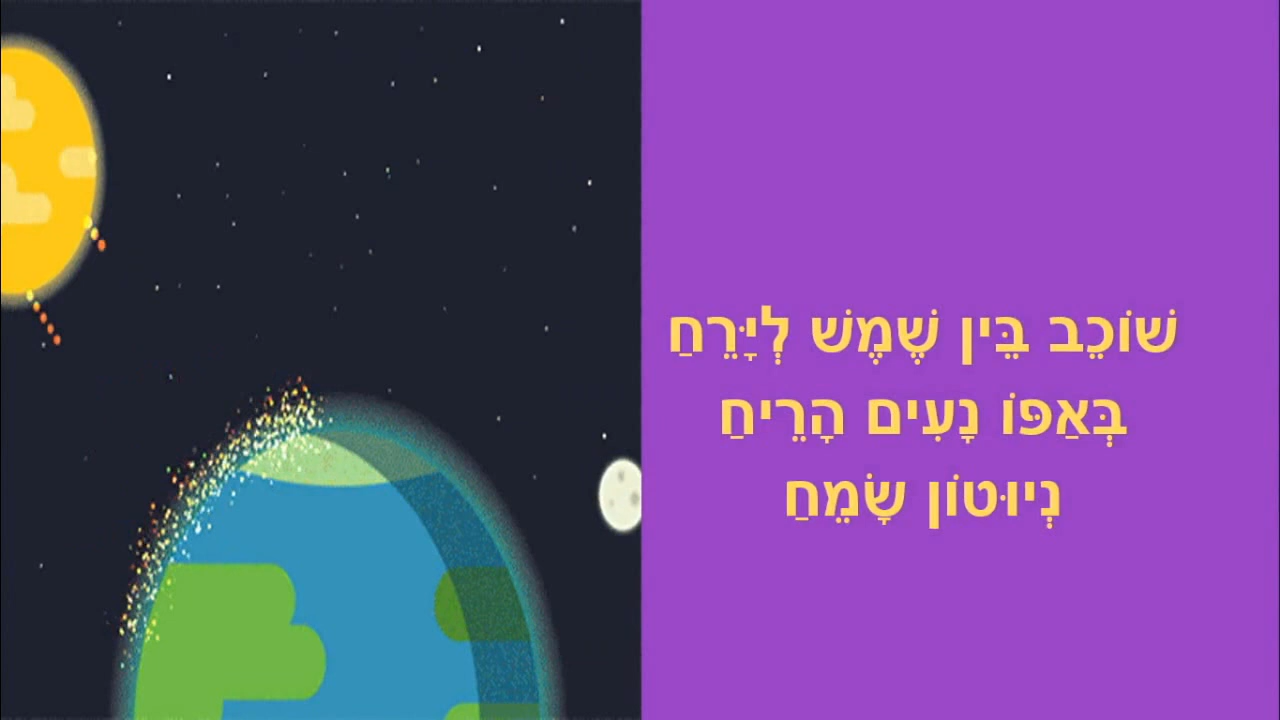 שׁוֹכֵב בֵּין שֶׁמֶשׁ לְיָּרֵחַ
בְּאַפּוֹ נָעִים הָרֵיחַ
נְיוּטוֹן שָׂמֵחַ